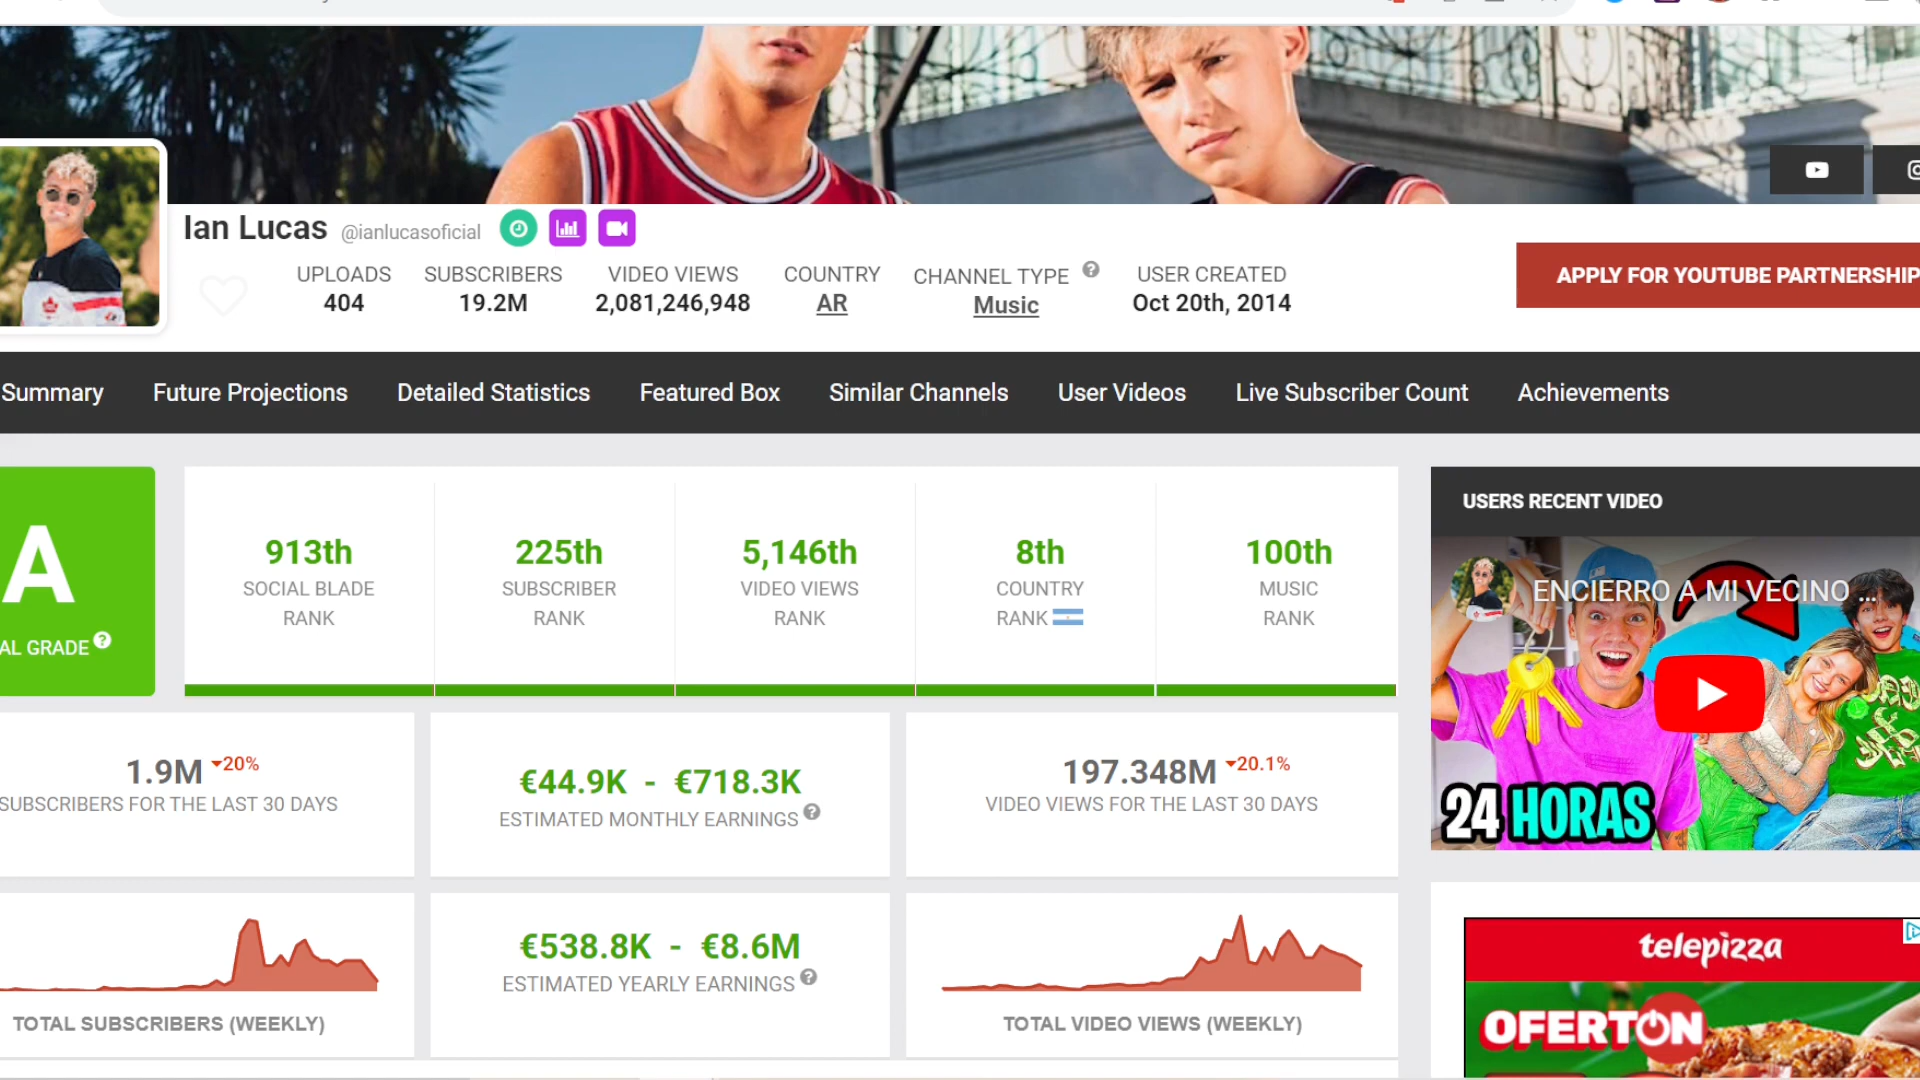 Ian Lucas @ianlucasoficial
UPLOADS
404
SUBSCRIBERS
19.2M
VIDEO VIEWS
2,081,246,948
COUNTRY
AR
CHANNEL TYPE ?
Music
USER CREATED
Oct 20th, 2014
APPLY FOR YOUTUBE PARTNERSHIP
Summary
Future Projections
Detailed Statistics
Featured Box
Similar Channels
User Videos
Live Subscriber Count
Achievements
A
AL GRADE ?
913th
SOCIAL BLADE
RANK
225th
SUBSCRIBER
RANK
5,146th
VIDEO VIEWS
RANK
8th
COUNTRY
RANK
100th
MUSIC
RANK
USERS RECENT VIDEO
ENCIERRO A MI VECINO ...
24 HORAS
1.9M 20%
SUBSCRIBERS FOR THE LAST 30 DAYS
€44.9K - €718.3K
ESTIMATED MONTHLY EARNINGS ?
197.348M 20.1%
VIDEO VIEWS FOR THE LAST 30 DAYS
TOTAL SUBSCRIBERS (WEEKLY)
€538.8K - €8.6M
ESTIMATED YEARLY EARNINGS ?
TOTAL VIDEO VIEWS (WEEKLY)
telepizza
OFERTON